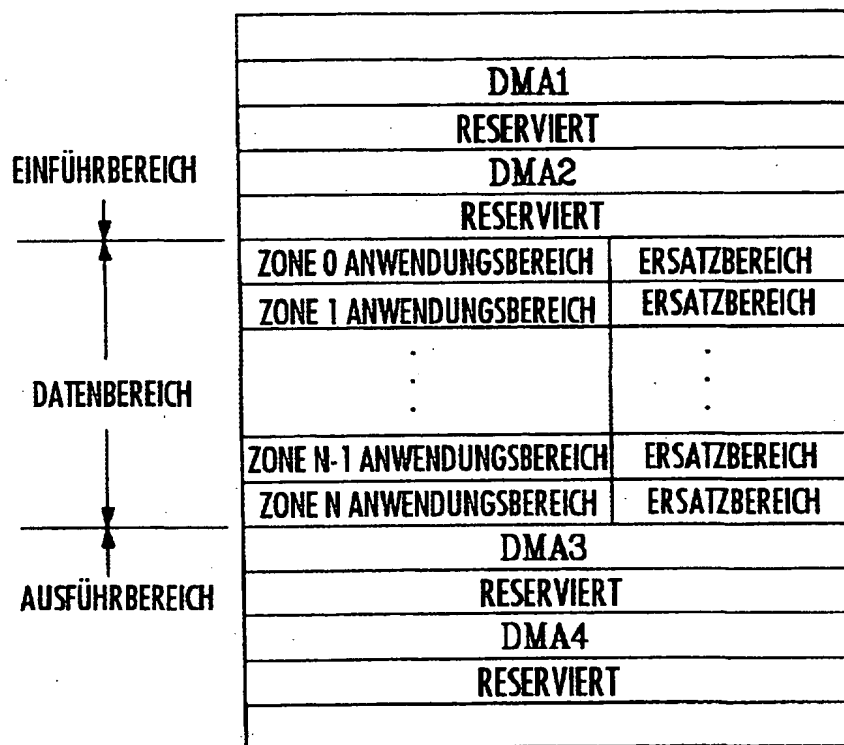 DMA1
RESERVIERT
EINFÜHRBEREICH
DMA2
RESERVIERT
ZONE 0 ANWENDUNGSBEREICH ERSATZBEREICH
ZONE 1 ANWENDUNGSBEREICH ERSATZBEREICH
DATENBEREICH
ZONE N-1 ANWENDUNGSBEREICH ERSATZBEREICH
ZONE N ANWENDUNGSBEREICH ERSATZBEREICH
DMA3
AUSFÜHRBEREICH
RESERVIERT
DMA4
RESERVIERT